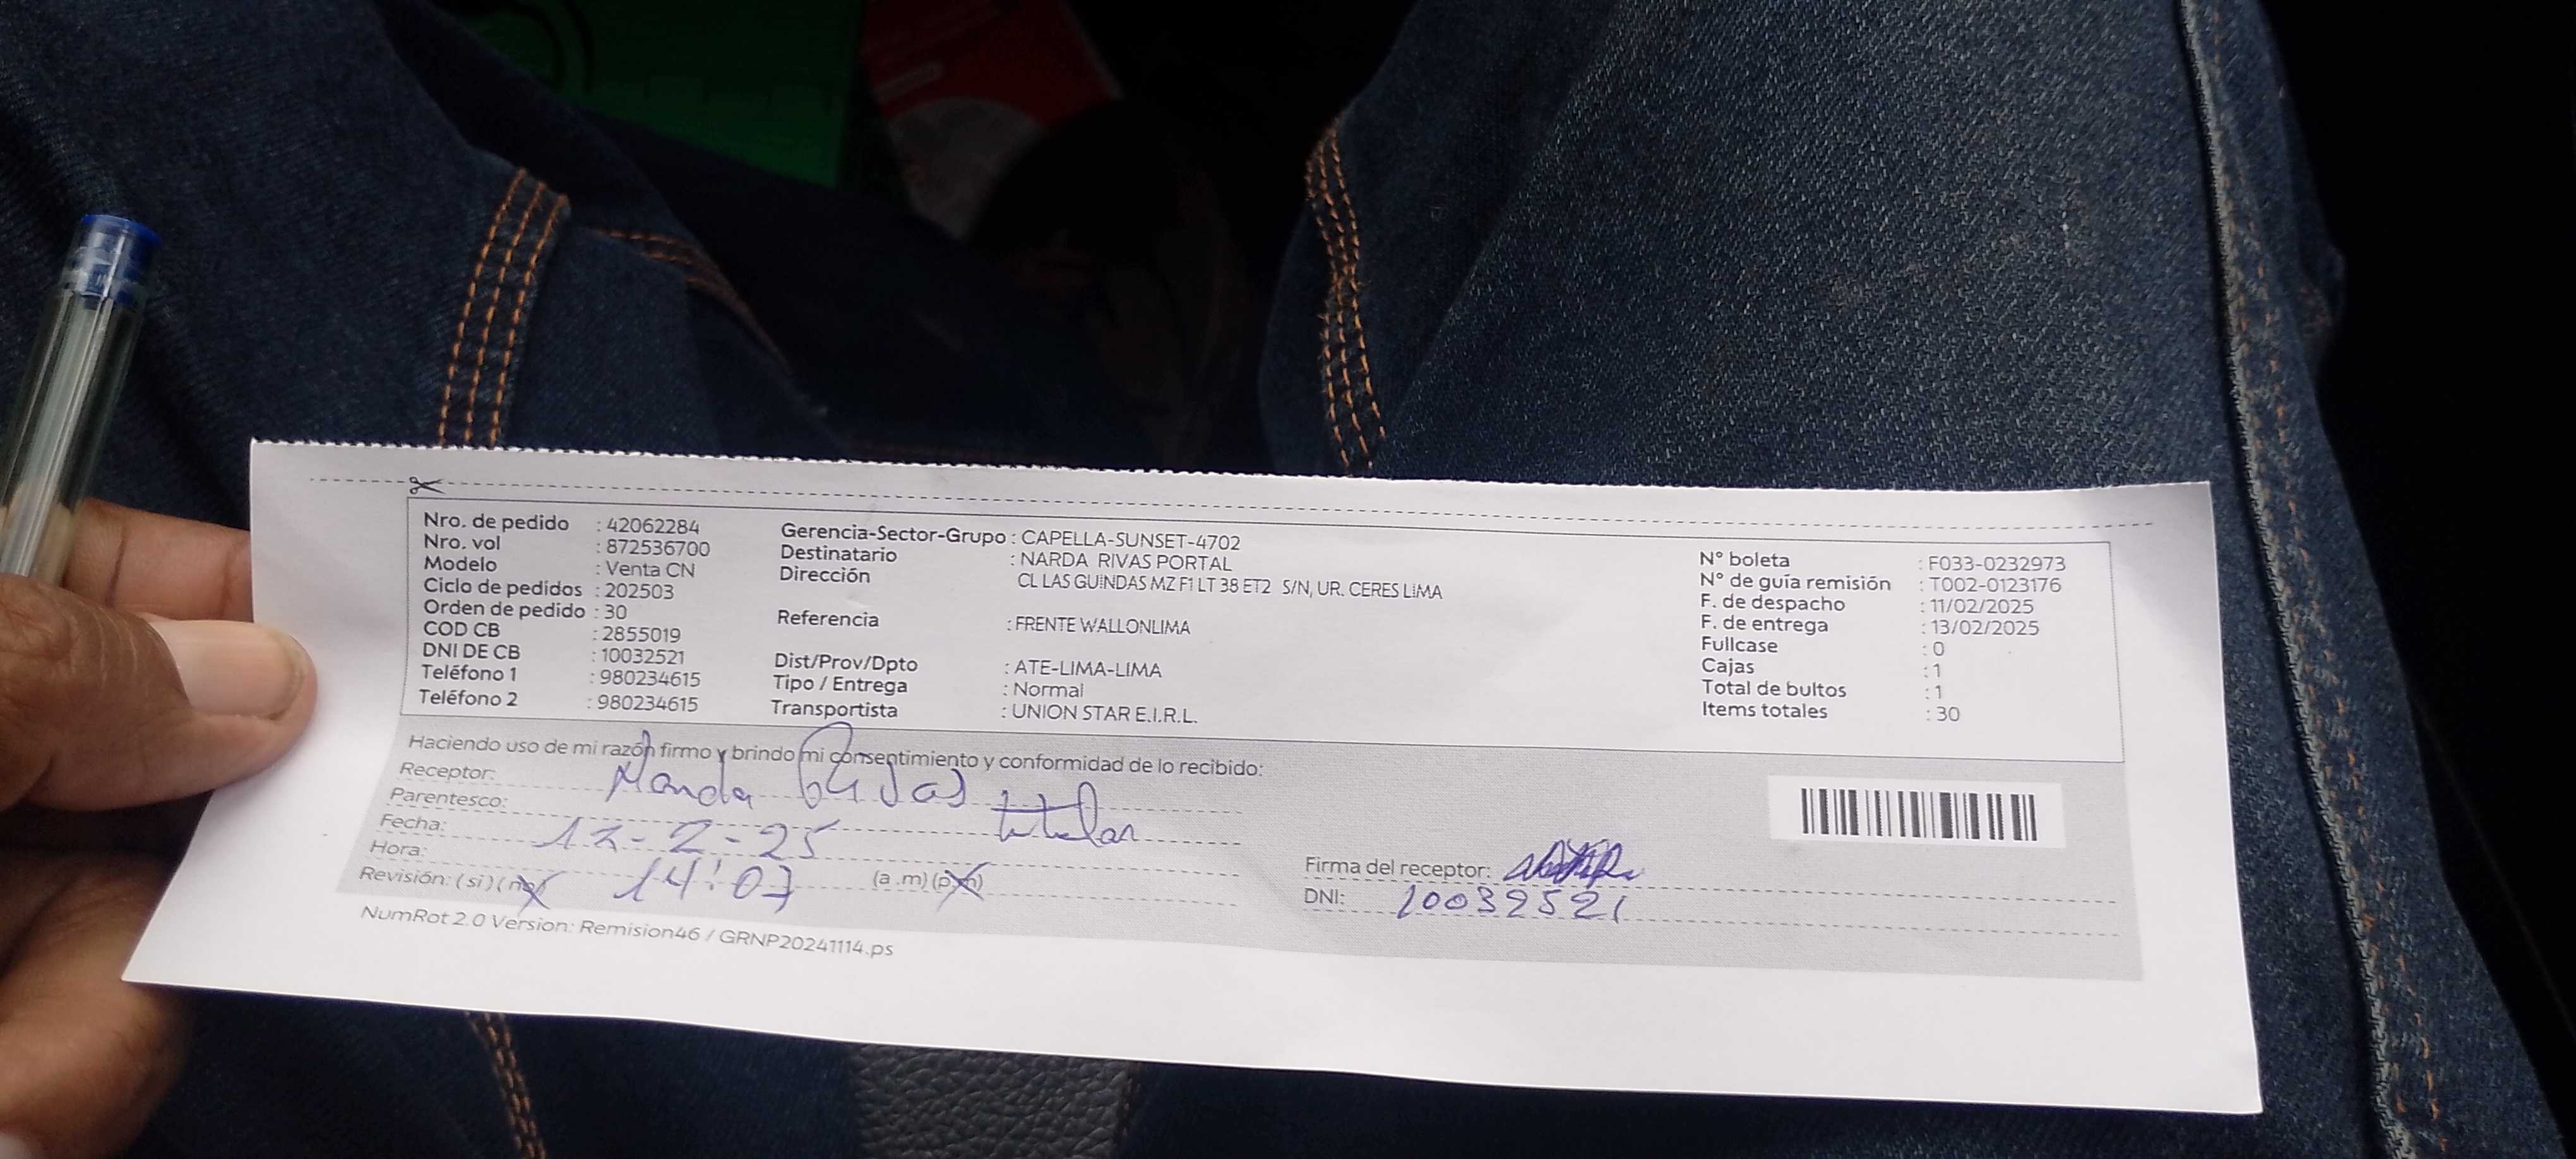 Nro. de pedido : 42062284
Nro. vol : 872536700
Modelo : Venta CN
Ciclo de pedidos : 202503
Orden de pedido : 30
COD CB : 2855019
DNI DE CB : 10032521
Teléfono 1 : 980234615
Teléfono 2 : 980234615
Gerencia-Sector-Grupo : CAPELLA-SUNSET-4702
Destinatario : NARDA RIVAS PORTAL
Dirección CL LAS GUINDAS MZ F1 LT 38 ET2 S/N, UR. CERES LIMA
Referencia : FRENTE WALLONLIMA
Dist/Prov/Dpto : ATE-LIMA-LIMA
Tipo / Entrega : Normal
Transportista : UNION STAR E.I.R.L.
N° boleta : F033-0232973
N° de guía remisión : T002-0123176
F. de despacho : 11/02/2025
F. de entrega : 13/02/2025
Fullcase : 0
Cajas : 1
Total de bultos : 1
Items totales : 30
Haciendo uso de mi razón firmo y brindo mi consentimiento y conformidad de lo recibido:
Receptor: Narda Rivas
Parentesco: titular
Fecha: -2-25
Hora: 14:07 (a .m) (p.m)
Revisión: (si) (no)
Firma del receptor:
DNI: 10032521
NumRot 2.0 Version: Remision46 / GRNP20241114.ps